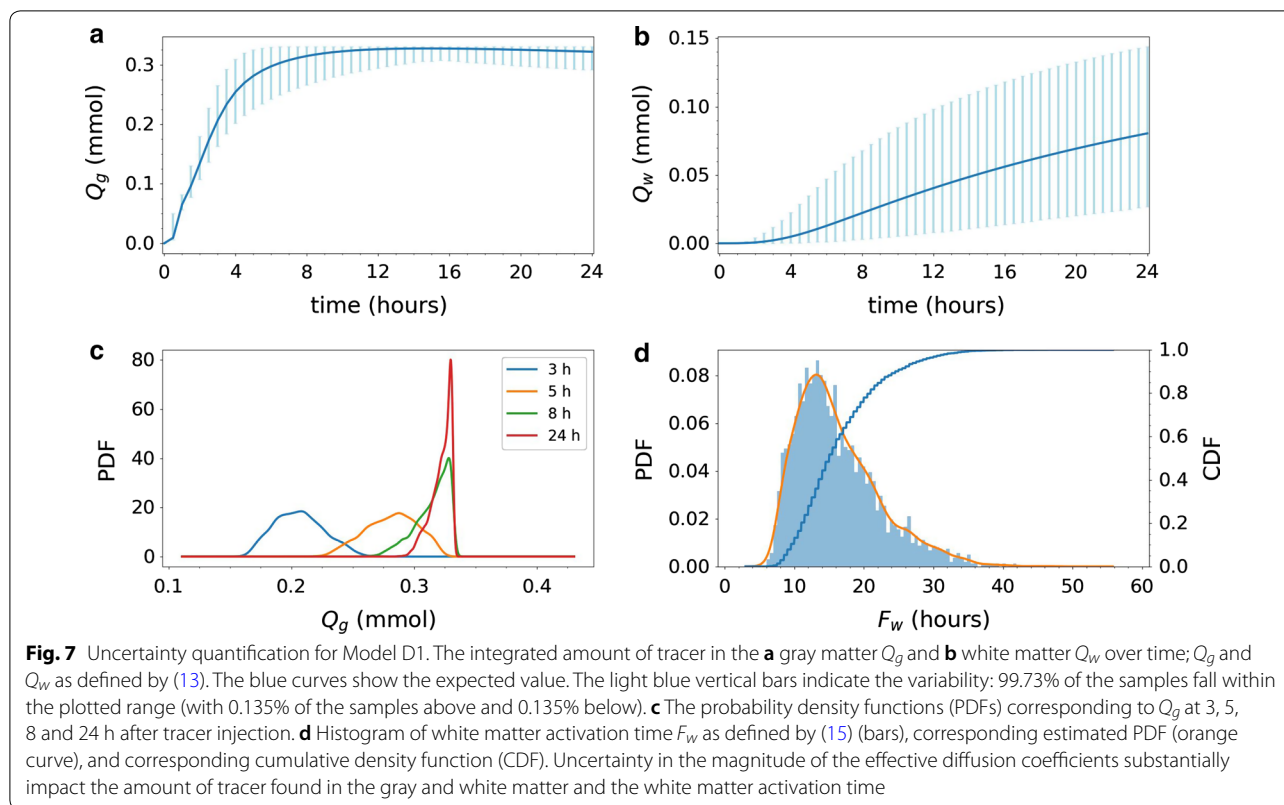 a
0.3
0.2
0.1
0.0
Q_g (mmol)
0 4 8 12 16 20 24
time (hours)
b
0.15
0.10
0.05
0.00
Q_w (mmol)
0 4 8 12 16 20 24
time (hours)
c
80
60
40
20
0
PDF
3 h
5 h
8 h
24 h
0.1 0.2 0.3 0.4
Q_g (mmol)
d
0.08
0.06
0.04
0.02
0.00
PDF
1.0
0.8
0.6
0.4
0.2
0.0
CDF
0 10 20 30 40 50 60
F_w (hours)
Fig. 7 Uncertainty quantification for Model D1. The integrated amount of tracer in the a gray matter Q_g and b white matter Q_w over time; Q_g and
Q_w as defined by (13). The blue curves show the expected value. The light blue vertical bars indicate the variability: 99.73% of the samples fall within
the plotted range (with 0.135% of the samples above and 0.135% below). c The probability density functions (PDFs) corresponding to Q_g at 3, 5,
8 and 24 h after tracer injection. d Histogram of white matter activation time F_w as defined by (15) (bars), corresponding estimated PDF (orange
curve), and corresponding cumulative density function (CDF). Uncertainty in the magnitude of the effective diffusion coefficients substantially
impact the amount of tracer found in the gray and white matter and the white matter activation time